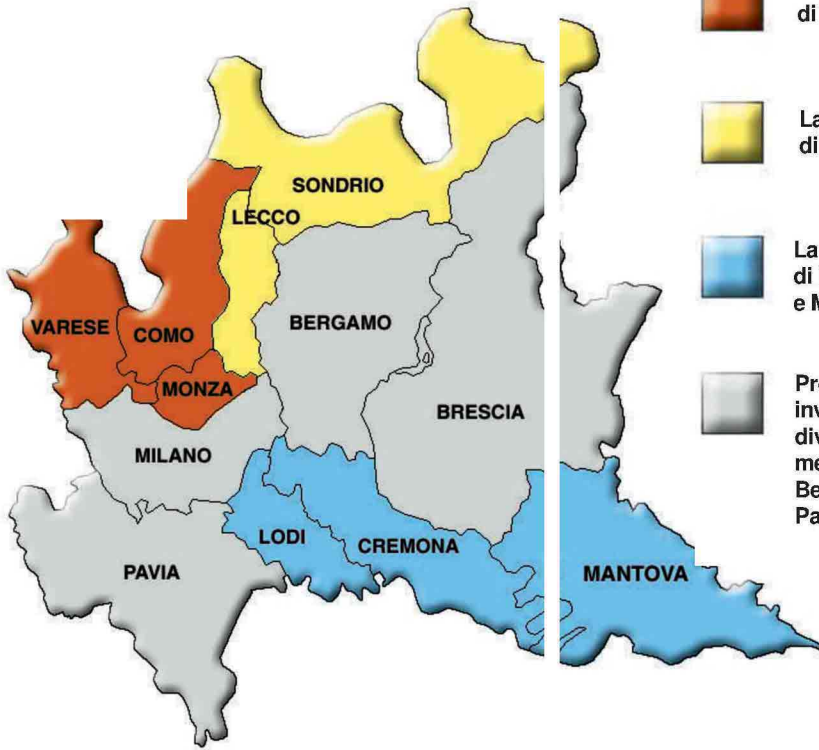 SONDRIO
LECCO
VARESE
COMO
BERGAMO
MONZA
BRESCIA
MILANO
LODI
CREMONA
PAVIA
MANTOVA
di
La
di
La
di
e M
Pr
inv
div
me
Be
Pa